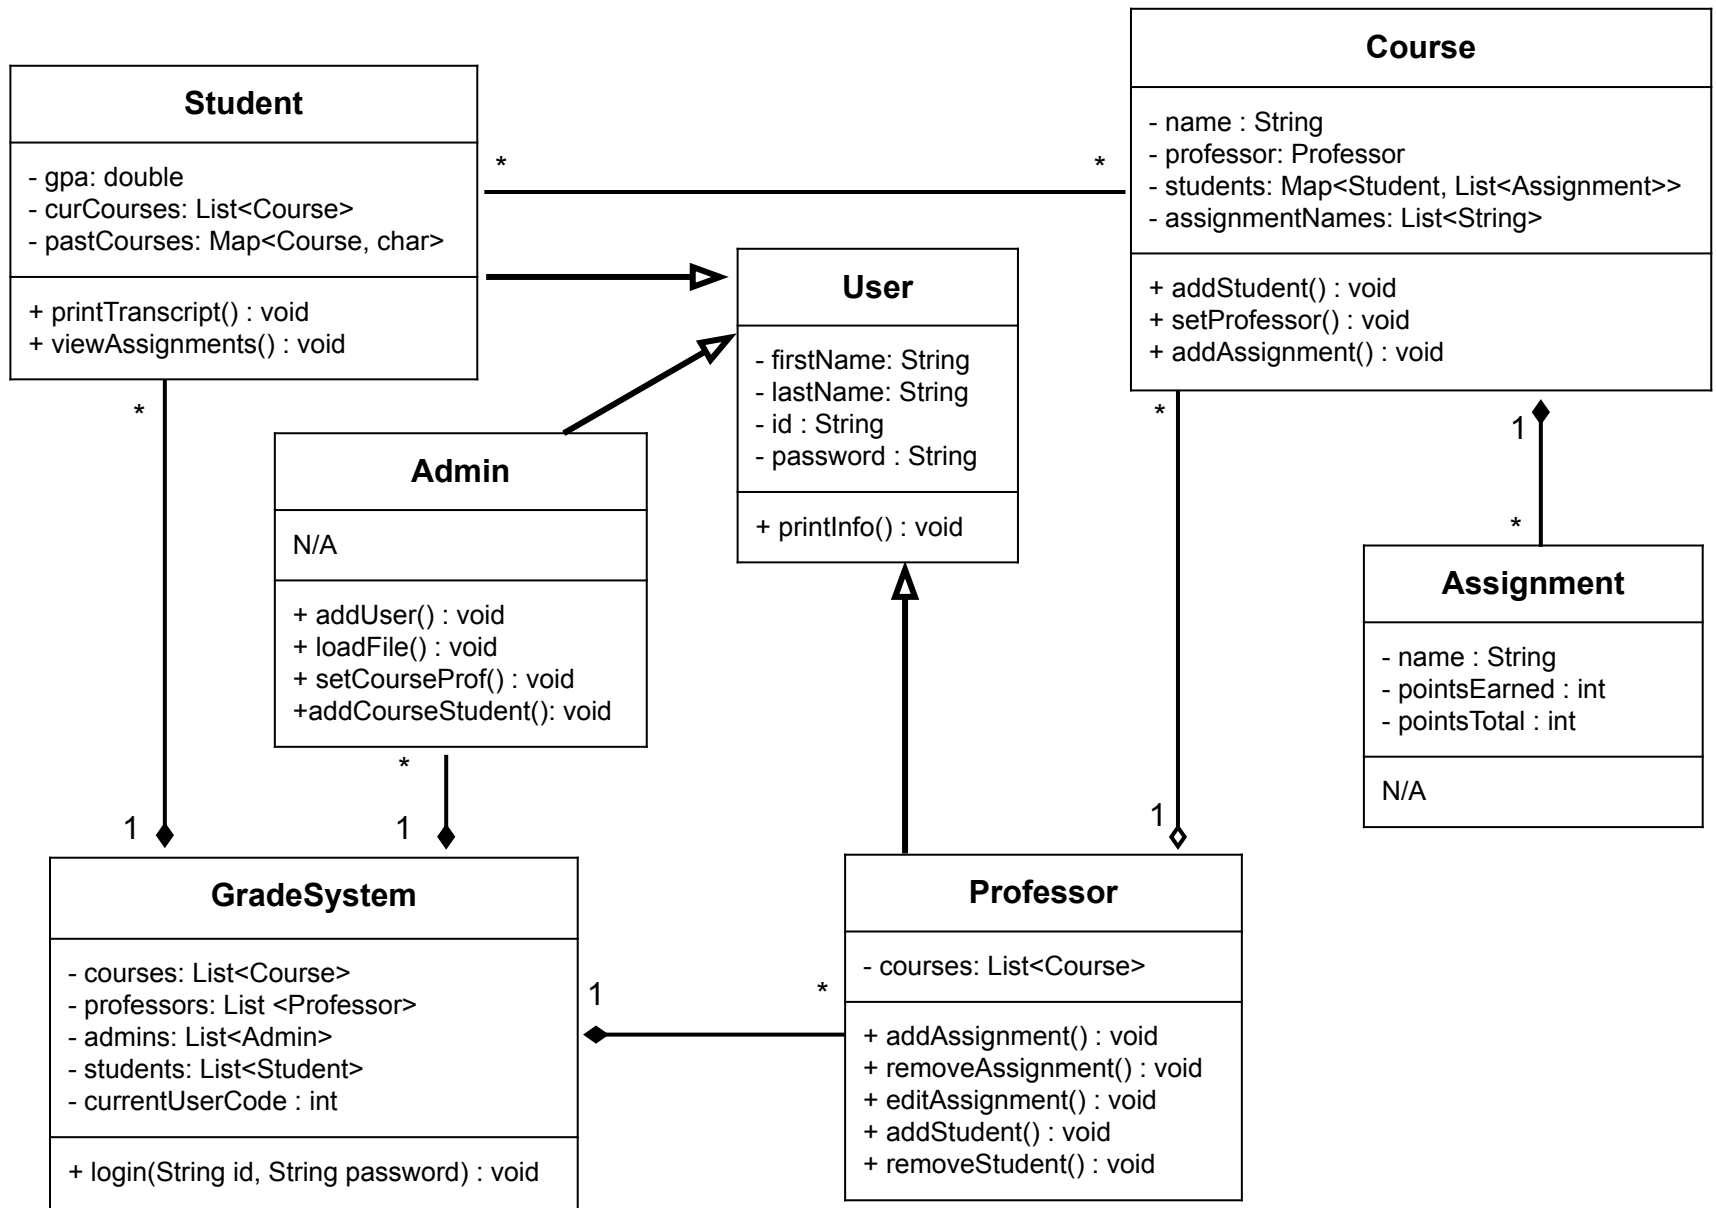 Student
- gpa: double
- curCourses: List<Course>
- pastCourses: Map<Course, char>
+ printTranscript() : void
+ viewAssignments() : void
*
*
Course
- name : String
- professor: Professor
- students: Map<Student, List<Assignment>>
- assignmentNames: List<String>
+ addStudent() : void
+ setProfessor() : void
+ addAssignment() : void
User
- firstName: String
- lastName: String
- id : String
- password : String
+ printInfo() : void
*
1
Admin
N/A
+ addUser() : void
+ loadFile() : void
+ setCourseProf() : void
+addCourseStudent(): void
*
1
*
1
1
*
Assignment
- name : String
- pointsEarned : int
- pointsTotal : int
N/A
GradeSystem
- courses: List<Course>
- professors: List <Professor>
- admins: List<Admin>
- students: List<Student>
- currentUserCode : int
+ login(String id, String password) : void
1
*
Professor
- courses: List<Course>
+ addAssignment() : void
+ removeAssignment() : void
+ editAssignment() : void
+ addStudent() : void
+ removeStudent() : void